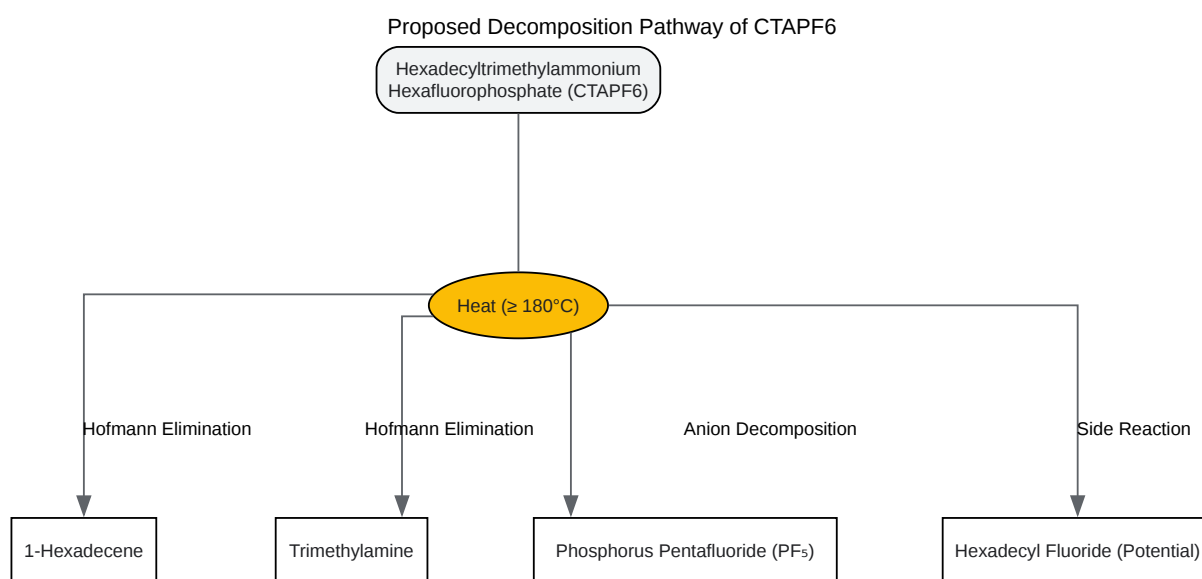 Proposed Decomposition Pathway of CTAPF6
Hexadecyltrimethylammonium
Hexafluorophosphate (CTAPF6)
Heat (≥ 180°C)
Hofmann Elimination
Hofmann Elimination
Anion Decomposition
Side Reaction
1-Hexadecene
Trimethylamine
Phosphorus Pentafluoride (PF₅)
Hexadecyl Fluoride (Potential)